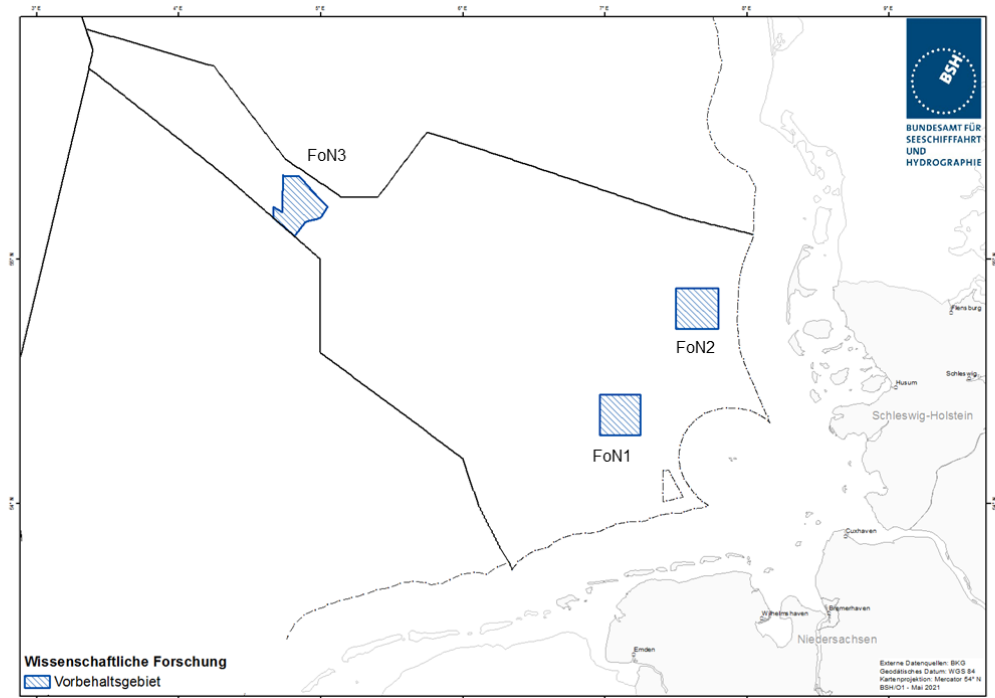 3°E 4°E 5°E 6°E 7°E 8°E 9°E
BSH
BUNDESAMT FÜR
SEESCHIFFFAHRT
UND
HYDROGRAPHIE
FoN3
FoN2
FoN1
Flensburg
Schleswig
Husum
Schleswig-Holstein
Cuxhaven
Wilhelmshaven
Bremerhaven
Niedersachsen
Emden
Wissenschaftliche Forschung
Vorbehaltsgebiet
Externe Datenquellen: BKG
Geodätisches Datum: WGS 84
Kartenprojektion: Mercator 54° N
BSH/O1 - Mai 2021